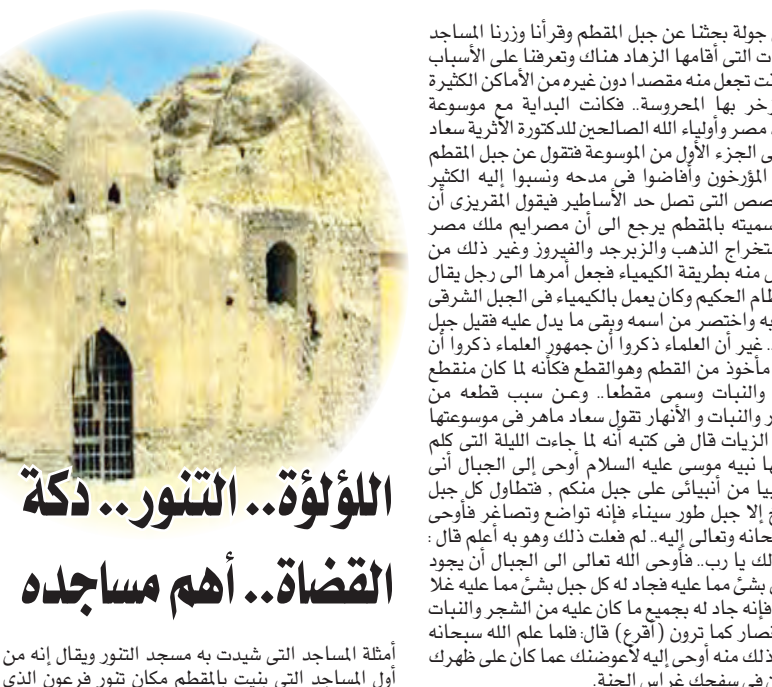 جولة بحثنا عن جبل المقطم وقرأنا وزرنا المساجد
التى أقامها الزهاد هناك وتعرفنا على الأسباب
تجعل منه مقصدا دون غيره من الأماكن الكثيرة
بها المحروسة.. فكانت البداية مع موسوعة
مصر وأولياء الله الصالحين للدكتورة الأثرية سعاد
الجزء الأول من الموسوعة فتقول عن جبل المقطم
المؤرخون وأفاضوا فى مدحه ونسبوا إليه الكثير
التى تصل حد الأساطير فيقول المقريزى أن
بالمقطم يرجع الى أن مصرايم ملك مصر
الذهب والزبرجد والفيروز وغير ذلك من
منه بطريقة الكيمياء فجعل أمرها الى رجل يقال
الحكيم وكان يعمل بالكيمياء فى الجبل الشرقى
به واختصر من اسمه وبقى ما يدل عليه فقيل جبل
.. غير أن العلماء ذكروا أن جمهور العلماء ذكروا أن
مأخوذ من القطم وهوالقطع فكأنه لما كان منقطع
والنبات وسمى مقطعا.. وعن سبب قطعه من
والنبات و الأنهار تقول سعاد ماهر فى موسوعتها
الزيات قال فى كتبه أنه لما جاءت الليلة التى كلم
نبيه موسى عليه السلام أوحى إلى الجبال أنى
من أنبيائى على جبل منكم , فتطاول كل جبل
إلا جبل طور سيناء فإنه تواضع وتصاغر فأوحى
وتعالى إليه.. لم فعلت ذلك وهو به أعلم قال :
يا رب.. فأوحى الله تعالى الى الجبال أن يجود
بشئ مما عليه فجاد له كل جبل بشئ مما عليه غلا
فإنه جاد له بجميع ما كان عليه من الشجر والنبات
كما ترون (أقرع) قال: فلما علم الله سبحانه
ذلك منه أوحى إليه لأعوضنك عما كان على ظهرك
فى سفحك غراس الجنة.
اللؤلؤة.. التنور.. دكة
القضاة.. أهم مساجده
أمثلة المساجد التى شيدت به مسجد التنور ويقال إنه من
أول المساجد التى بنيت بالمقطم مكان تنور فرعون الذى